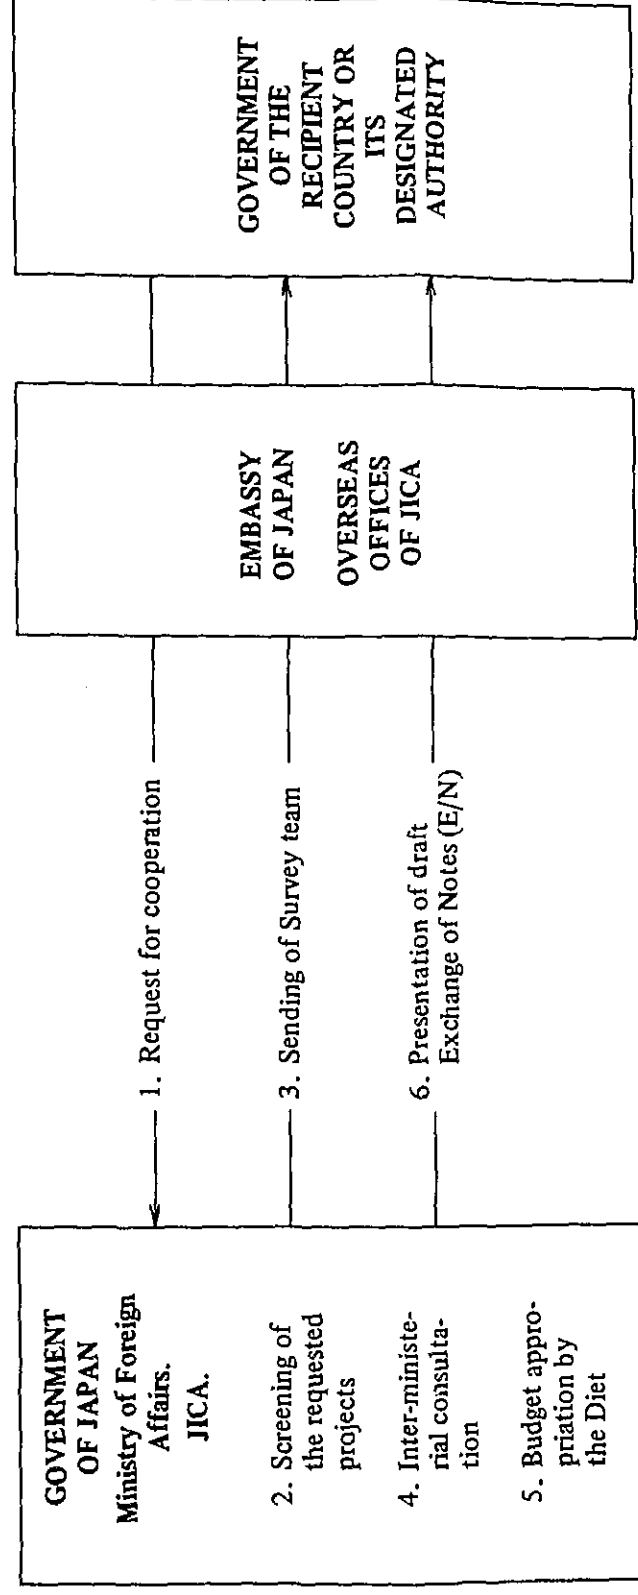 GOVERNMENT
OF JAPAN
Ministry of Foreign
Affairs.
JICA.
2. Screening of
the requested
projects
4. Inter-ministe-
rial consulta-
tion
5. Budget appro-
priation by
the Diet
1. Request for cooperation
3. Sending of Survey team
6. Presentation of draft
Exchange of Notes (E/N)
EMBASSY
OF JAPAN
OVERSEAS
OFFICES
OF JICA
GOVERNMENT
OF THE
RECIPIENT
COUNTRY OR
ITS
DESIGNATED
AUTHORITY